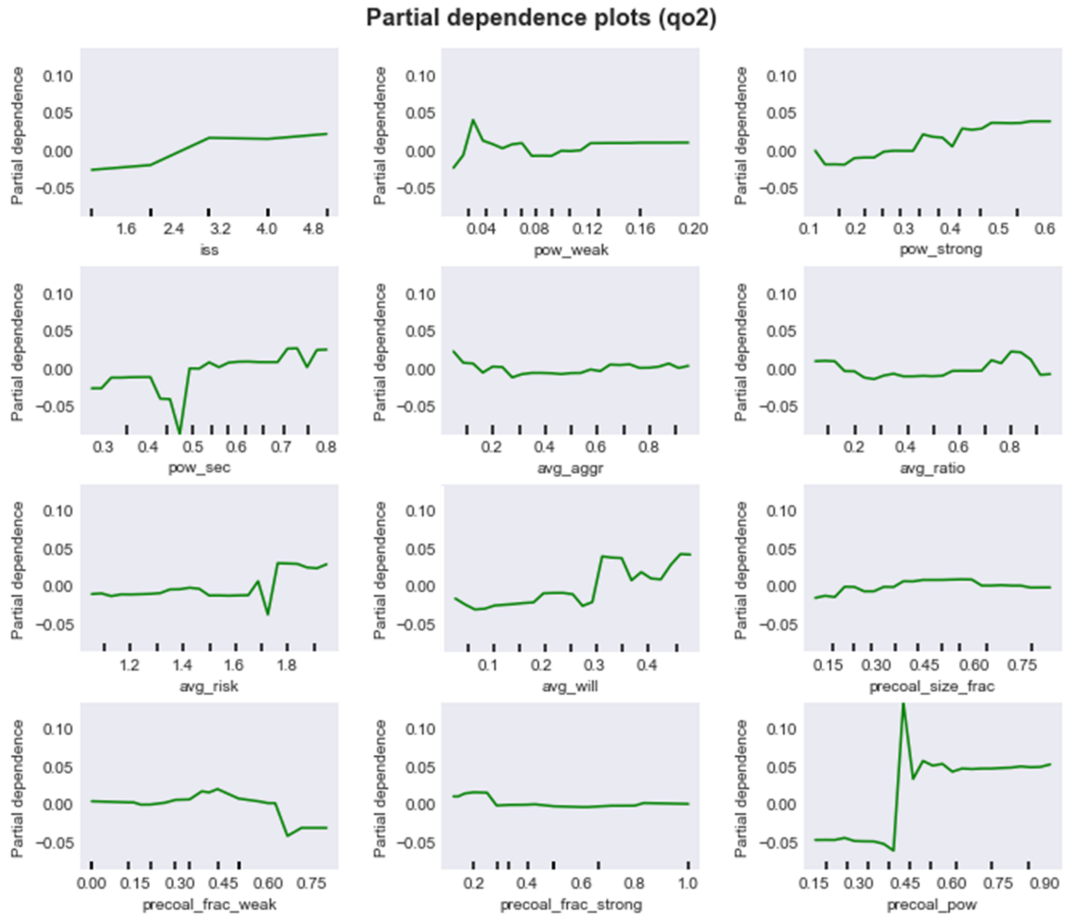 Partial dependence plots (qo2)
Partial dependence
0.10
0.05
0.00
−0.05
1.6 2.4 3.2 4.0 4.8
iss
Partial dependence
0.10
0.05
0.00
−0.05
0.04 0.08 0.12 0.16 0.20
pow_weak
Partial dependence
0.10
0.05
0.00
−0.05
0.1 0.2 0.3 0.4 0.5 0.6
pow_strong
Partial dependence
0.10
0.05
0.00
−0.05
0.3 0.4 0.5 0.6 0.7 0.8
pow_sec
Partial dependence
0.10
0.05
0.00
−0.05
0.2 0.4 0.6 0.8
avg_aggr
Partial dependence
0.10
0.05
0.00
−0.05
0.2 0.4 0.6 0.8
avg_ratio
Partial dependence
0.10
0.05
0.00
−0.05
1.2 1.4 1.6 1.8
avg_risk
Partial dependence
0.10
0.05
0.00
−0.05
0.1 0.2 0.3 0.4
avg_will
Partial dependence
0.10
0.05
0.00
−0.05
0.15 0.30 0.45 0.60 0.75
precoal_size_frac
Partial dependence
0.10
0.05
0.00
−0.05
0.00 0.15 0.30 0.45 0.60 0.75
precoal_frac_weak
Partial dependence
0.10
0.05
0.00
−0.05
0.2 0.4 0.6 0.8 1.0
precoal_frac_strong
Partial dependence
0.10
0.05
0.00
−0.05
0.15 0.30 0.45 0.60 0.75 0.90
precoal_pow